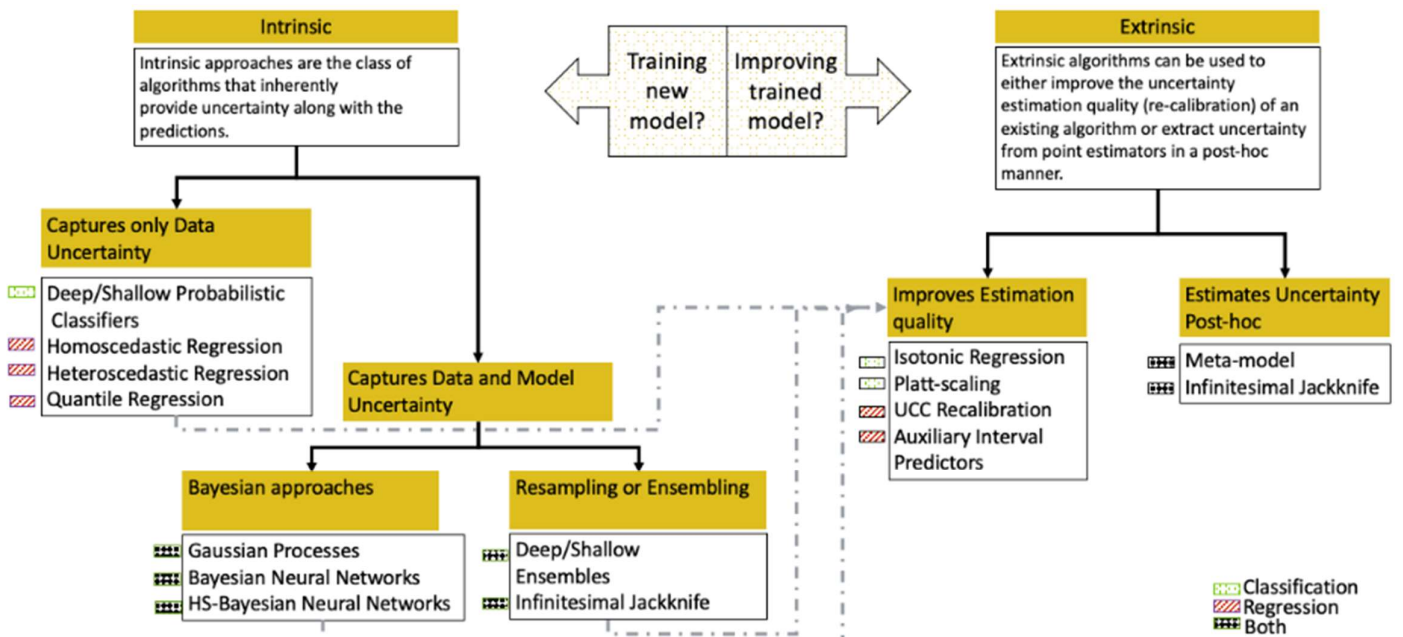 Intrinsic
Intrinsic approaches are the class of
algorithms that inherently
provide uncertainty along with the
predictions.
Training
new
model?
Improving
trained
model?
Extrinsic
Extrinsic algorithms can be used to
either improve the uncertainty
estimation quality (re-calibration) of an
existing algorithm or extract uncertainty
from point estimators in a post-hoc
manner.
Captures only Data
Uncertainty
Deep/Shallow Probabilistic
Classifiers
Homoscedastic Regression
Heteroscedastic Regression
Quantile Regression
Captures Data and Model
Uncertainty
Bayesian approaches
Gaussian Processes
Bayesian Neural Networks
HS-Bayesian Neural Networks
Resampling or Ensembling
Deep/Shallow
Ensembles
Infinitesimal Jackknife
Improves Estimation
quality
Isotonic Regression
Platt-scaling
UCC Recalibration
Auxiliary Interval
Predictors
Estimates Uncertainty
Post-hoc
Meta-model
Infinitesimal Jackknife
Classification
Regression
Both